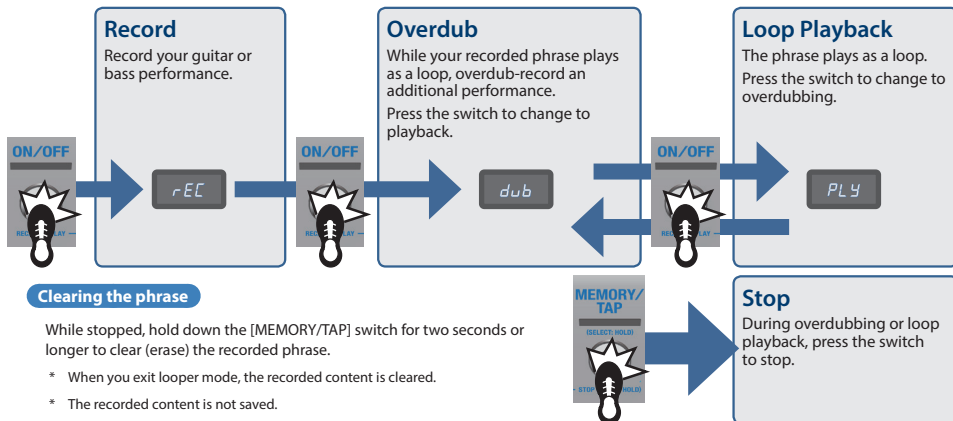 Record
Record your guitar or
bass performance.
Overdub
While your recorded phrase plays
as a loop, overdub-record an
additional performance.
Press the switch to change to
playback.
Loop Playback
The phrase plays as a loop.
Press the switch to change to
overdubbing.
ON/OFF
rEC
ON/OFF
dub
ON/OFF
PLY
Clearing the phrase
While stopped, hold down the [MEMORY/TAP] switch for two seconds or
longer to clear (erase) the recorded phrase.
* When you exit looper mode, the recorded content is cleared.
* The recorded content is not saved.
MEMORY/
TAP
(SELECT: HOLD)
Stop
During overdubbing or loop
playback, press the switch
to stop.